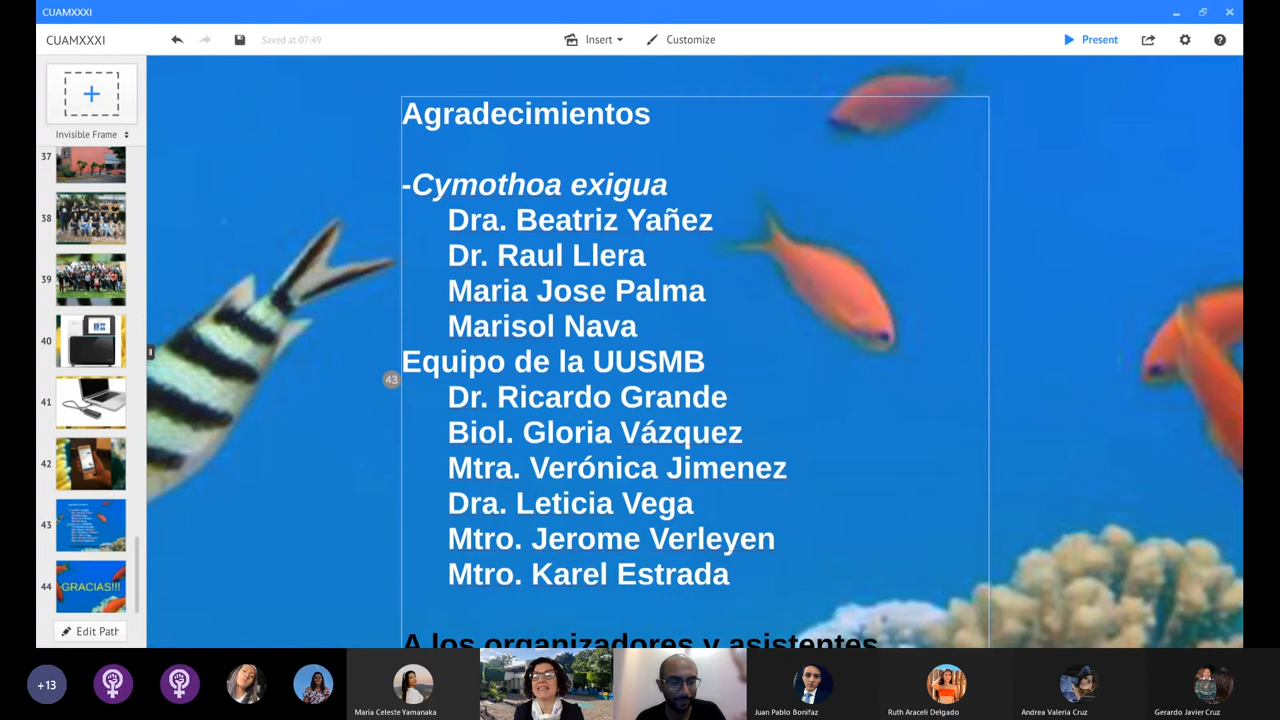 CUAMXXXI
CUAMXXXI
Saved at 07:49
Insert
Customize
Present
Invisible Frame
37
38
39
40
41
42
43
44
GRACIAS!!!
Edit Path
43
Agradecimientos
-Cymothoa exigua
Dra. Beatriz Yañez
Dr. Raul Llera
Maria Jose Palma
Marisol Nava
Equipo de la UUSMB
Dr. Ricardo Grande
Biol. Gloria Vázquez
Mtra. Verónica Jimenez
Dra. Leticia Vega
Mtro. Jerome Verleyen
Mtro. Karel Estrada
A los organizadores y asistentes
+13
María Celeste Yamanaka
Juan Pablo Bonifaz
Ruth Araceli Delgado
Andrea Valeria Cruz
Gerardo Javier Cruz